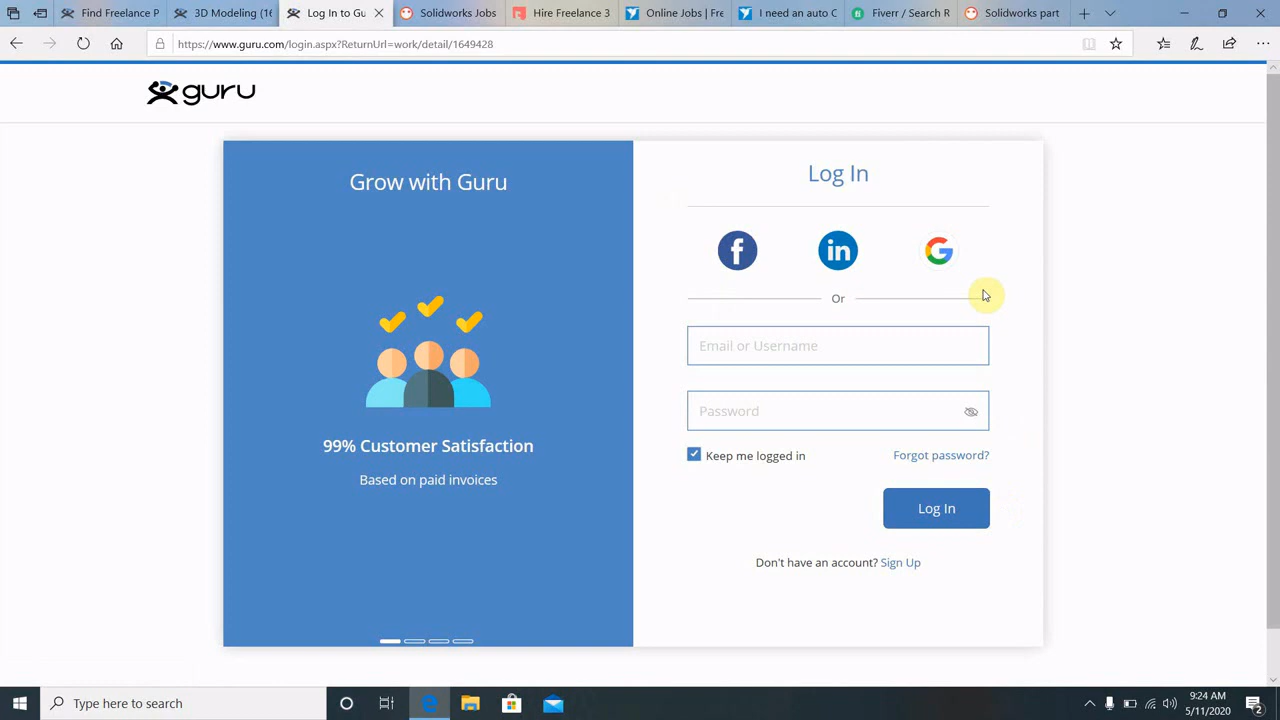 Find Freelance P
3D Modeling (16
Log In to Gu
Solidworks Jobs
Hire Freelance 3
Online Jobs | Fre
I need an auto C
Fiverr / Search R
Solidworks part
https://www.guru.com/login.aspx?ReturnUrl=work/detail/1649428
guru
Grow with Guru
99% Customer Satisfaction
Based on paid invoices
Log In
f
in
G
Or
Email or Username
Password
Keep me logged in
Forgot password?
Log In
Don't have an account? Sign Up
Type here to search
9:24 AM
5/11/2020
2